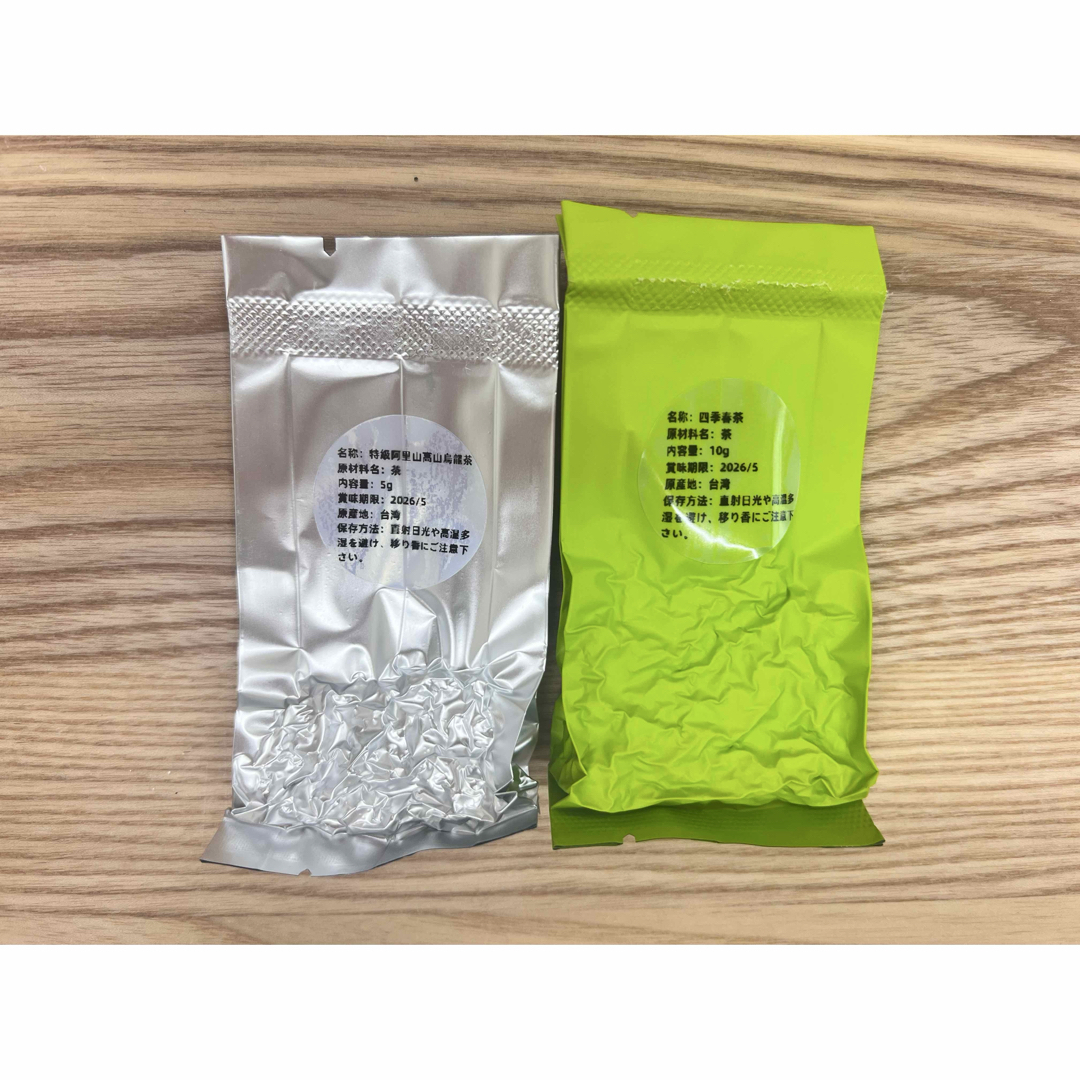 名称：特級阿里山高山烏龍茶
原材料名：茶
内容量：5g
賞味期限：2026/5
原産地：台湾
保存方法：直射日光や高温多
湿を避け、移り香にご注意下
さい。
名称：四季春茶
原材料名：茶
内容量：10g
賞味期限：2026/5
原産地：台湾
保存方法：直射日光や高温多
湿を避け、移り香にご注意下
さい。